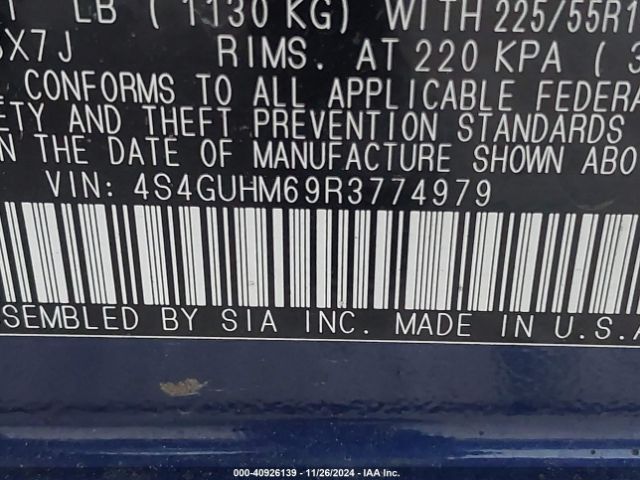 LB ( 1130 KG) WITH 225/55R1
X7J RIMS. AT 220 KPA ( 3
CONFORMS TO ALL APPLICABLE FEDERA
ETY AND THEFT PREVENTION STANDARDS
N THE DATE OF MANUFACTURE SHOWN ABO
VIN: 4S4GUHM69R3774979
SEMBLED BY SIA INC. MADE IN U.S.A
000-40926139 - 11/26/2024 - IAA Inc.